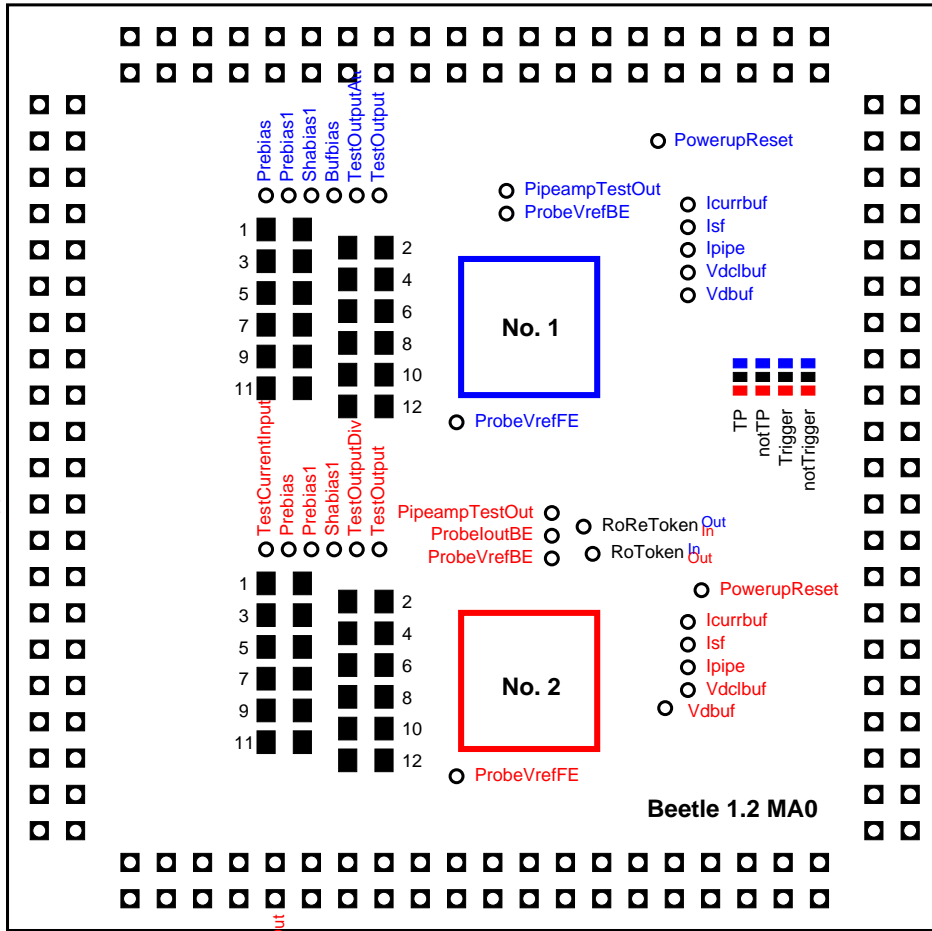 Prebias
Prebias1
Shabias1
Bufbias
TestOutputAtt
TestOutput
PowerupReset
PipeampTestOut
ProbeVrefBE
Icurrbuf
Isf
Ipipe
Vdclbuf
Vdbuf
1
2
3
4
5
6
7
8
9
10
11
12
No. 1
ProbeVrefFE
TP
notTP
Trigger
notTrigger
TestCurrentInput
Prebias
Prebias1
Shabias1
TestOutputDiv
TestOutput
PipeampTestOut
ProbeIoutBE
ProbeVrefBE
RoReToken Out In
RoToken In Out
PowerupReset
Icurrbuf
Isf
Ipipe
Vdclbuf
Vdbuf
1
2
3
4
5
6
7
8
9
10
11
12
No. 2
ProbeVrefFE
Beetle 1.2 MA0